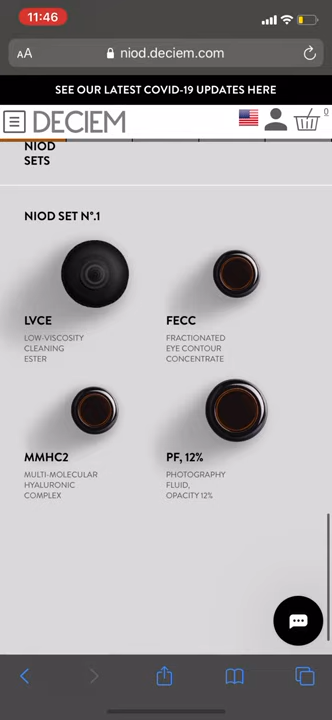 11:46
AA
niod.deciem.com
SEE OUR LATEST COVID-19 UPDATES HERE
DECIEM
0
NIOD
SETS
NIOD SET N°.1
LVCE
LOW-VISCOSITY
CLEANING
ESTER
FECC
FRACTIONATED
EYE CONTOUR
CONCENTRATE
MMHC2
MULTI-MOLECULAR
HYALURONIC
COMPLEX
PF, 12%
PHOTOGRAPHY
FLUID,
OPACITY 12%